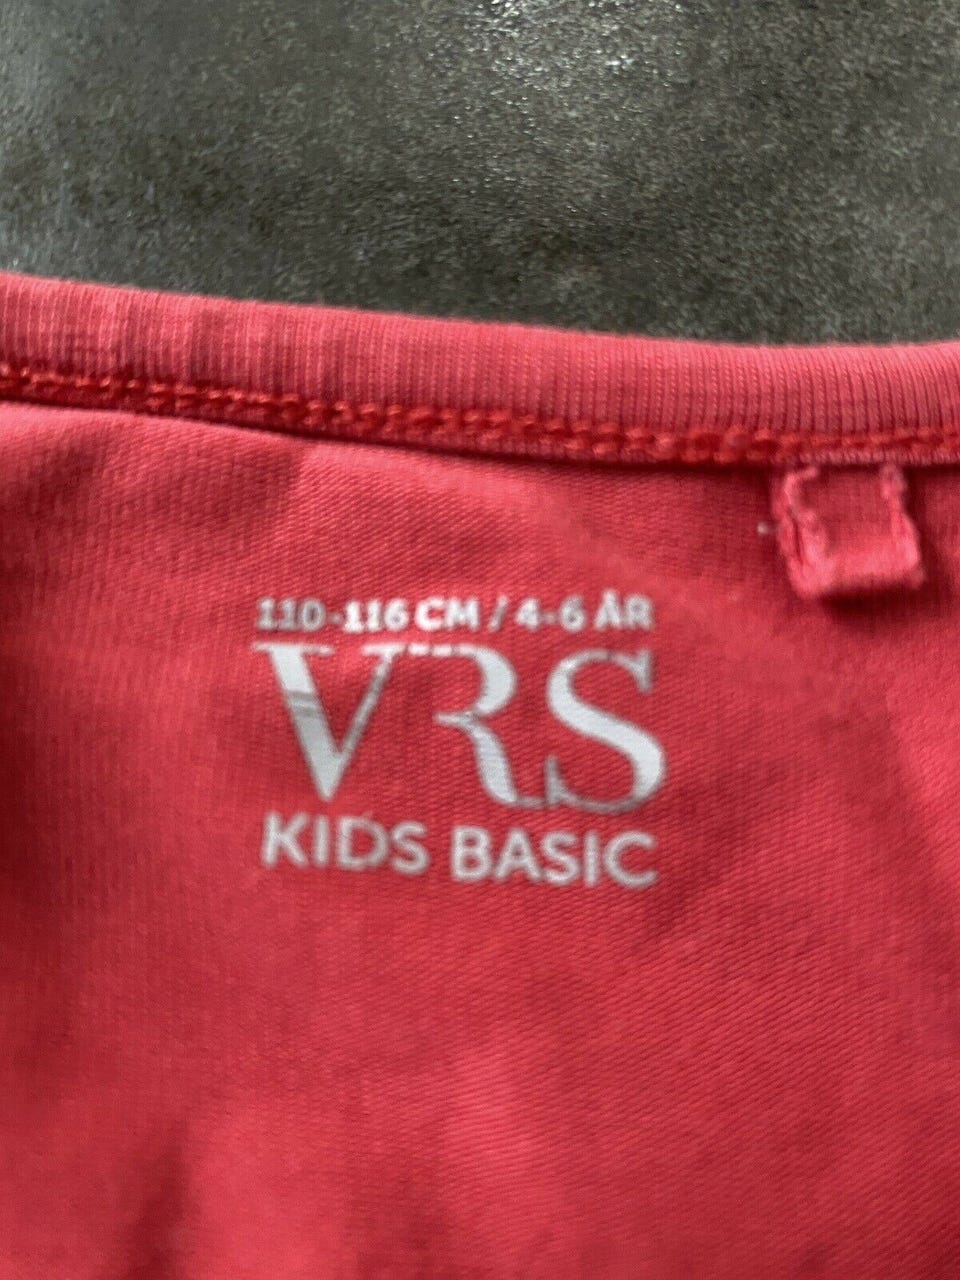 110-116 CM / 4-6 ÅR
VRS
KIDS BASIC